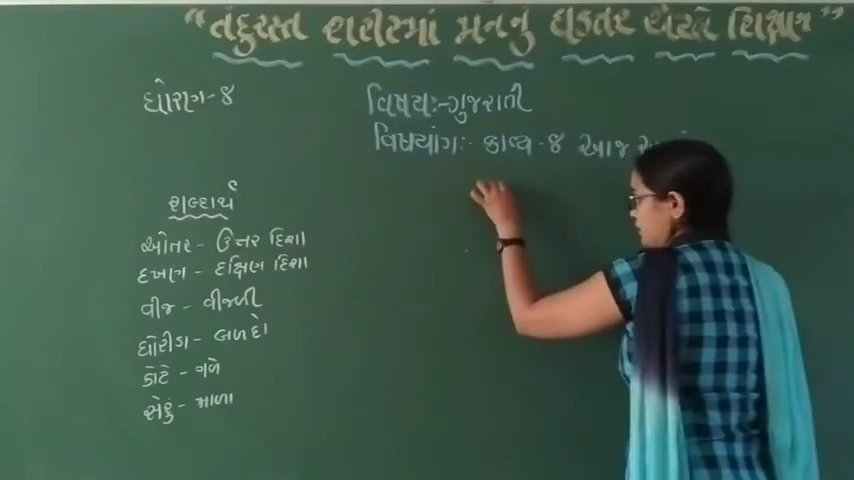 “તંદુરસ્ત શરીરમાં મનનું ઘડતર એટલે શિક્ષણ”
ધોરણ-૪
વિષય:-ગુજરાતી
વિષયાંગ:- કાવ્ય-૪ આજ
શબ્દાર્થ
ઓતર - ઉત્તર દિશા
દખણ - દક્ષિણ દિશા
વીજ - વીજળી
ધોરીડા - બળદો
કોટે - ગળે
સેરું - માળા